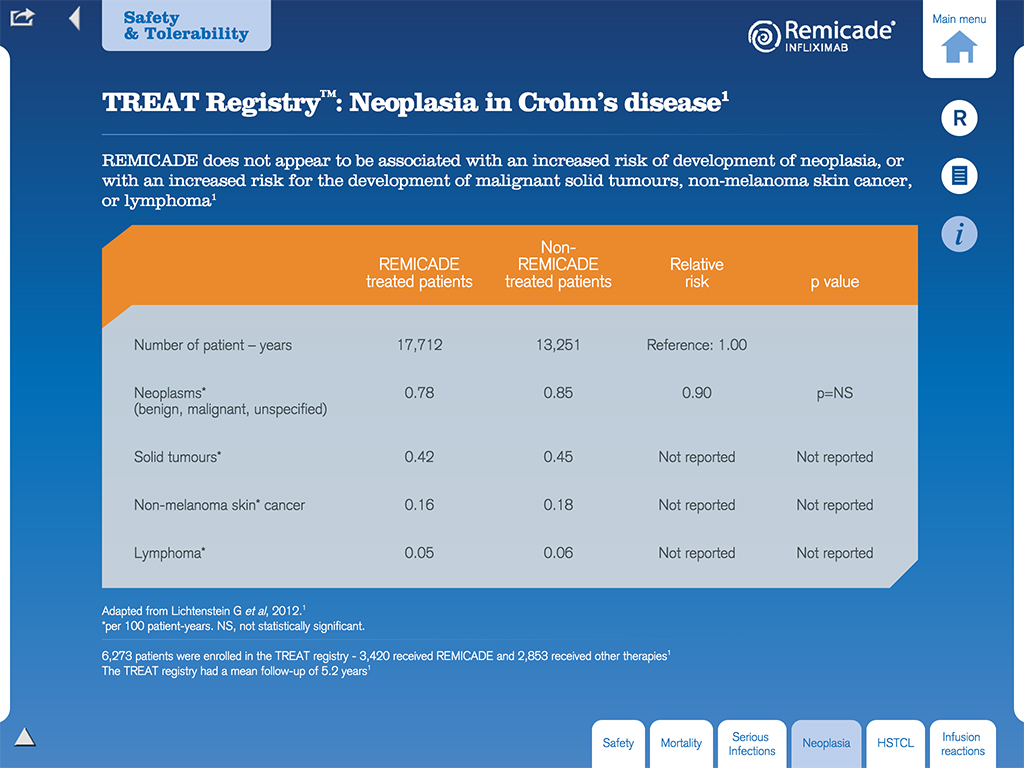 Safety
& Tolerability
Remicade®
INFLIXIMAB
Main menu
TREAT Registry™: Neoplasia in Crohn's disease¹
R
REMICADE does not appear to be associated with an increased risk of development of neoplasia, or
with an increased risk for the development of malignant solid tumours, non-melanoma skin cancer,
or lymphoma¹
i
REMICADE treated patients Non-REMICADE treated patients Relative risk p value
Number of patient – years 17,712 13,251 Reference: 1.00
Neoplasms* 0.78 0.85 0.90 p=NS
(benign, malignant, unspecified)
Solid tumours* 0.42 0.45 Not reported Not reported
Non-melanoma skin* cancer 0.16 0.18 Not reported Not reported
Lymphoma* 0.05 0.06 Not reported Not reported
Adapted from Lichtenstein G et al, 2012.¹
*per 100 patient-years. NS, not statistically significant.
6,273 patients were enrolled in the TREAT registry - 3,420 received REMICADE and 2,853 received other therapies¹
The TREAT registry had a mean follow-up of 5.2 years¹
Safety
Mortality
Serious
Infections
Neoplasia
HSTCL
Infusion
reactions